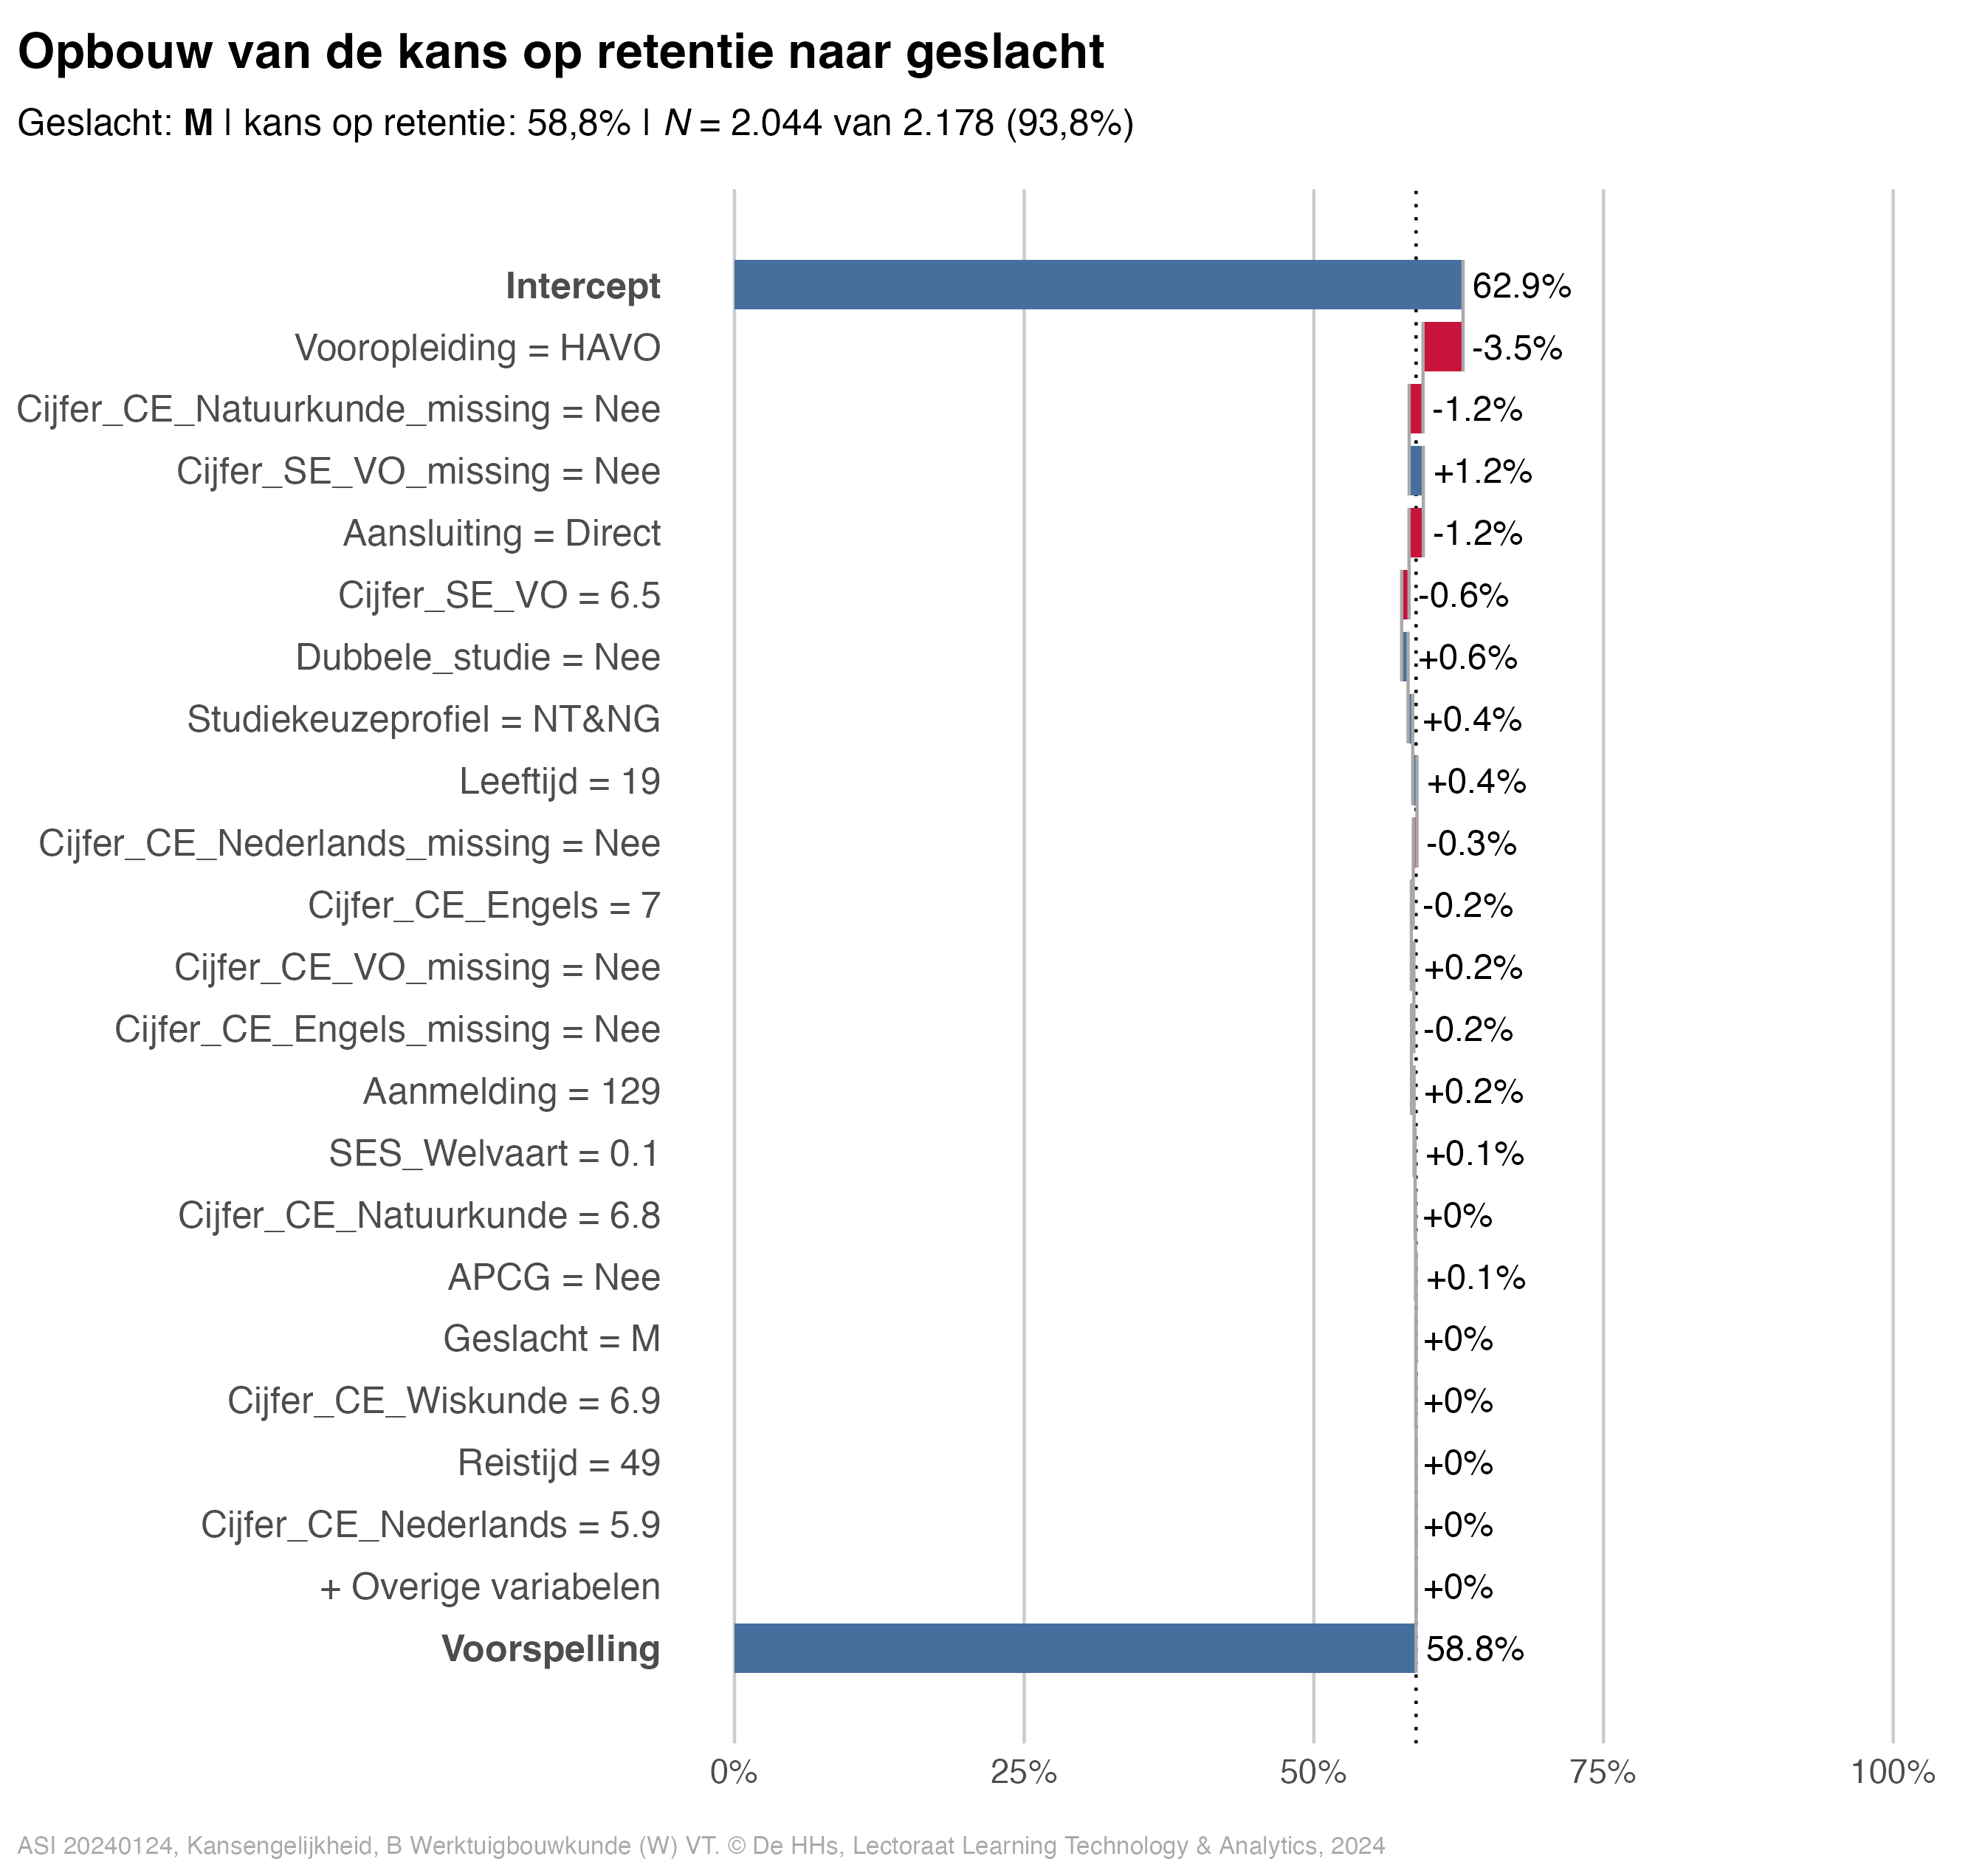 Opbouw van de kans op retentie naar geslacht
Geslacht: M | kans op retentie: 58,8% | N = 2.044 van 2.178 (93,8%)
Intercept 62.9%
Vooropleiding = HAVO -3.5%
Cijfer_CE_Natuurkunde_missing = Nee -1.2%
Cijfer_SE_VO_missing = Nee +1.2%
Aansluiting = Direct -1.2%
Cijfer_SE_VO = 6.5 -0.6%
Dubbele_studie = Nee +0.6%
Studiekeuzeprofiel = NT&NG +0.4%
Leeftijd = 19 +0.4%
Cijfer_CE_Nederlands_missing = Nee -0.3%
Cijfer_CE_Engels = 7 -0.2%
Cijfer_CE_VO_missing = Nee +0.2%
Cijfer_CE_Engels_missing = Nee -0.2%
Aanmelding = 129 +0.2%
SES_Welvaart = 0.1 +0.1%
Cijfer_CE_Natuurkunde = 6.8 +0%
APCG = Nee +0.1%
Geslacht = M +0%
Cijfer_CE_Wiskunde = 6.9 +0%
Reistijd = 49 +0%
Cijfer_CE_Nederlands = 5.9 +0%
+ Overige variabelen +0%
Voorspelling 58.8%
0% 25% 50% 75% 100%
ASI 20240124, Kansengelijkheid, B Werktuigbouwkunde (W) VT. © De HHs, Lectoraat Learning Technology & Analytics, 2024